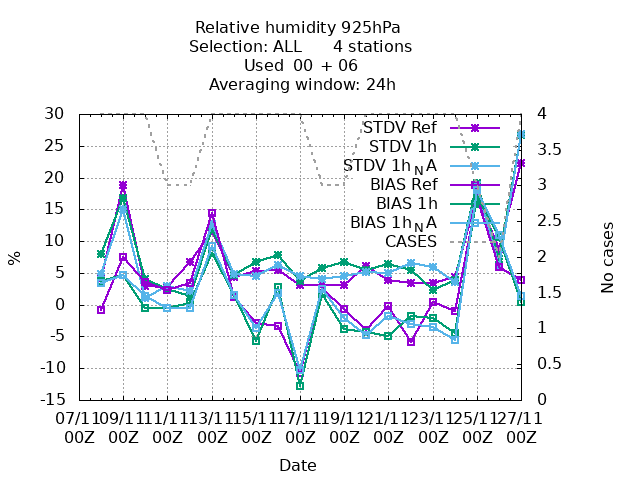 Relative humidity 925hPa
Selection: ALL 4 stations
Used 00 + 06
Averaging window: 24h
30 4
25 3.5
20 3
15 2.5
10 2
5 1.5
0 1
-5 0.5
-10 0
-15
%
No cases
STDV Ref
STDV 1h
STDV 1h_NA
BIAS Ref
BIAS 1h
BIAS 1h_NA
CASES
07/11 09/11 11/11 13/11 15/11 17/11 19/11 21/11 23/11 25/11 27/11
00Z 00Z 00Z 00Z 00Z 00Z 00Z 00Z 00Z 00Z 00Z
Date